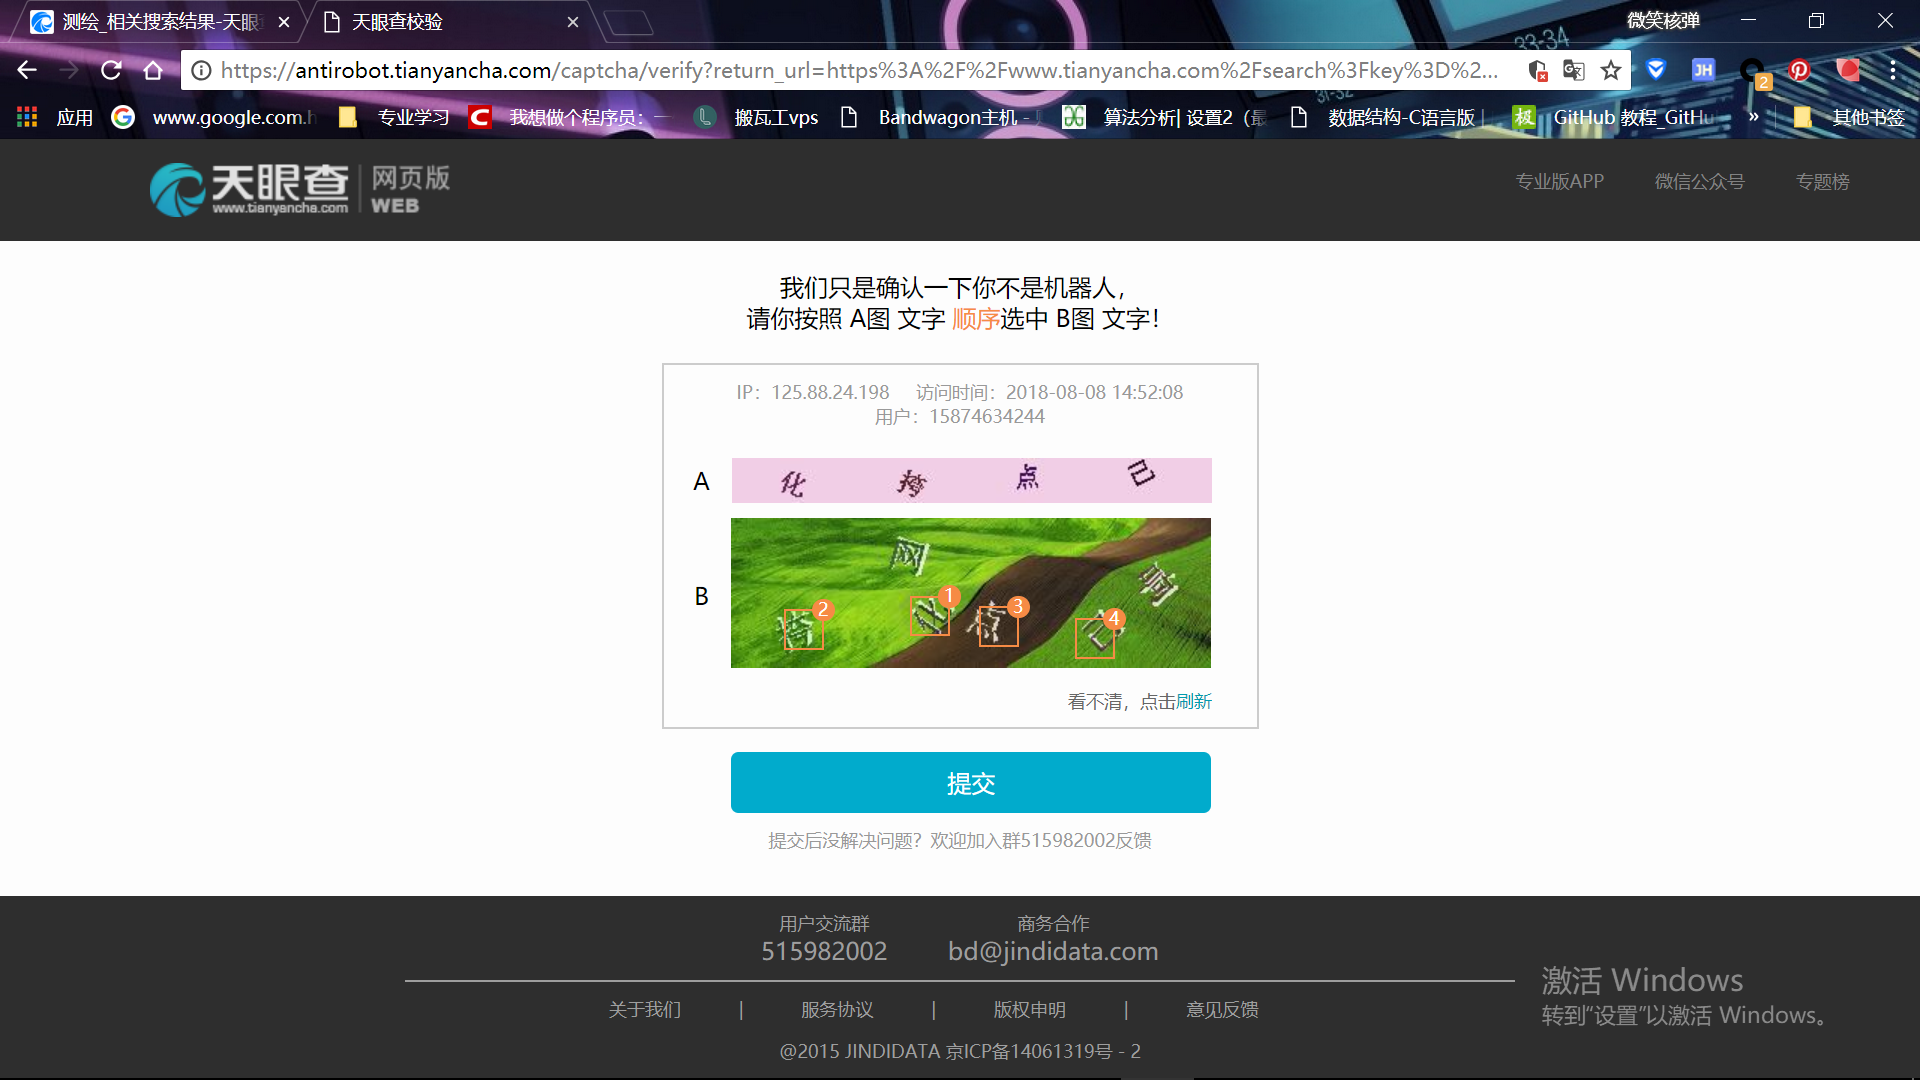 测绘_相关搜索结果-天眼
天眼查校验
微笑核弹
https://antirobot.tianyancha.com/captcha/verify?return_url=https%3A%2F%2Fwww.tianyancha.com%2Fsearch%3Fkey%3D%2...
JH
2
应用
www.google.com.h
专业学习
我想做个程序员：一
搬瓦工vps
Bandwagon主机 -
算法分析| 设置2（最
数据结构-C语言版 |
极
GitHub 教程_GitHu
»
其他书签
33-34
31-32
天眼查
www.tianyancha.com
网页版
WEB
专业版APP
微信公众号
专题榜
我们只是确认一下你不是机器人，
请你按照 A图 文字 顺序选中 B图 文字！
IP：125.88.24.198 访问时间：2018-08-08 14:52:08
用户：15874634244
A
化 挎 点 己
B
网
2
1
3
4
看不清，点击刷新
提交
提交后没解决问题？欢迎加入群515982002反馈
用户交流群
515982002
商务合作
bd@jindidata.com
关于我们 | 服务协议 | 版权申明 | 意见反馈
@2015 JINDIDATA 京ICP备14061319号 - 2
激活 Windows
转到“设置”以激活 Windows。